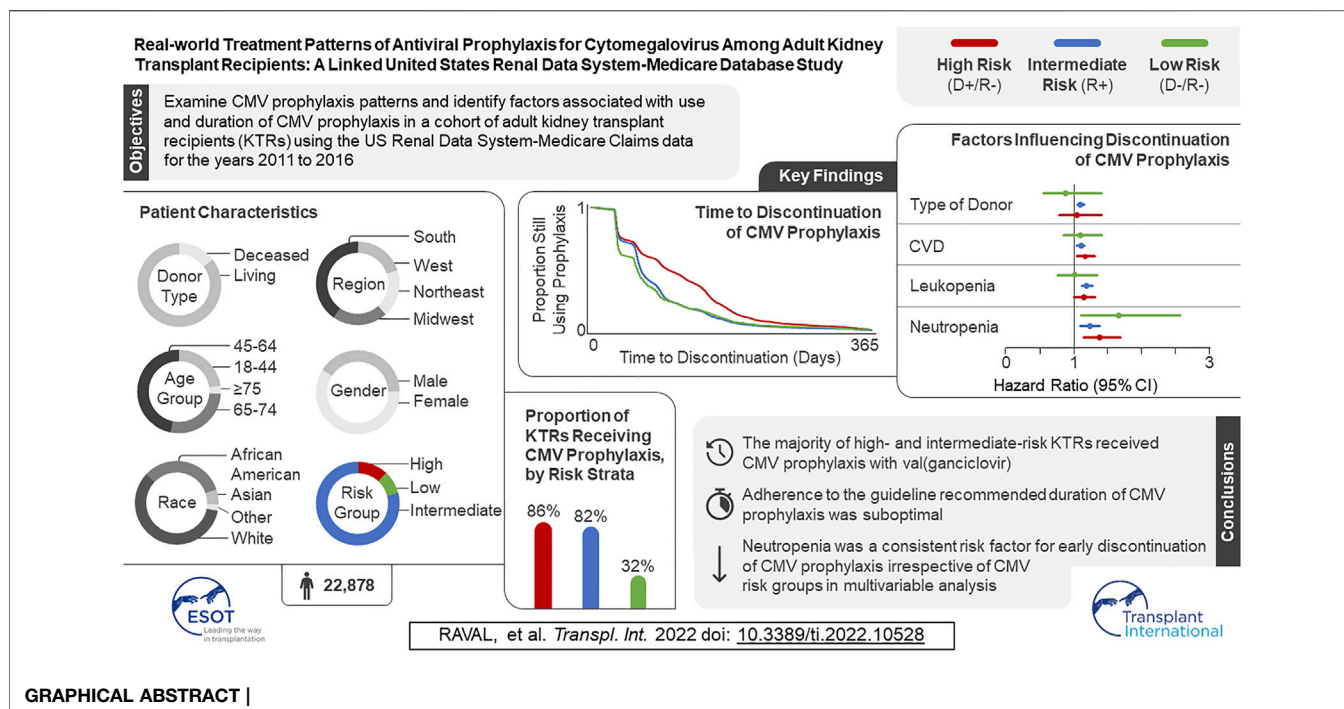 Real-world Treatment Patterns of Antiviral Prophylaxis for Cytomegalovirus Among Adult Kidney
Transplant Recipients: A Linked United States Renal Data System-Medicare Database Study
High Risk
(D+/R-)
Intermediate
Risk (R+)
Low Risk
(D-/R-)
Objectives
Examine CMV prophylaxis patterns and identify factors associated with use
and duration of CMV prophylaxis in a cohort of adult kidney transplant
recipients (KTRs) using the US Renal Data System-Medicare Claims data
for the years 2011 to 2016
Patient Characteristics
Donor
Type
Deceased
Living
Region
South
West
Northeast
Midwest
Age
Group
45-64
18-44
≥75
65-74
Gender
Male
Female
Race
African
American
Asian
Other
White
Risk
Group
High
Low
Intermediate
22,878
Key Findings
Time to Discontinuation
of CMV Prophylaxis
Proportion Still
Using Prophylaxis
1
0
0
365
Time to Discontinuation (Days)
Factors Influencing Discontinuation
of CMV Prophylaxis
Type of Donor
CVD
Leukopenia
Neutropenia
0
1
3
Hazard Ratio (95% CI)
Proportion of
KTRs Receiving
CMV Prophylaxis,
by Risk Strata
86%
82%
32%
Conclusions
The majority of high- and intermediate-risk KTRs received
CMV prophylaxis with val(ganciclovir)
Adherence to the guideline recommended duration of CMV
prophylaxis was suboptimal
Neutropenia was a consistent risk factor for early discontinuation
of CMV prophylaxis irrespective of CMV
risk groups in multivariable analysis
ESOT
Leading the way
in transplantation
RAVAL, et al. Transpl. Int. 2022 doi: 10.3389/ti.2022.10528
Transplant
International
GRAPHICAL ABSTRACT |